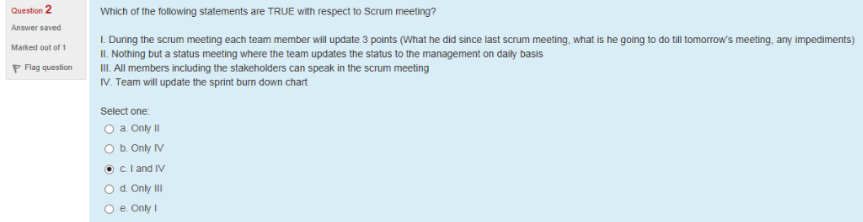 Question 2
Answer saved
Marked out of 1
Flag question
Which of the following statements are TRUE with respect to Scrum meeting?
I. During the scrum meeting each team member will update 3 points (What he did since last scrum meeting, what is he going to do till tomorrow's meeting, any impediments)
II. Nothing but a status meeting where the team updates the status to the management on daily basis
III. All members including the stakeholders can speak in the scrum meeting
IV. Team will update the sprint burn down chart
Select one:
a. Only II
b. Only IV
c. I and IV
d. Only III
e. Only I